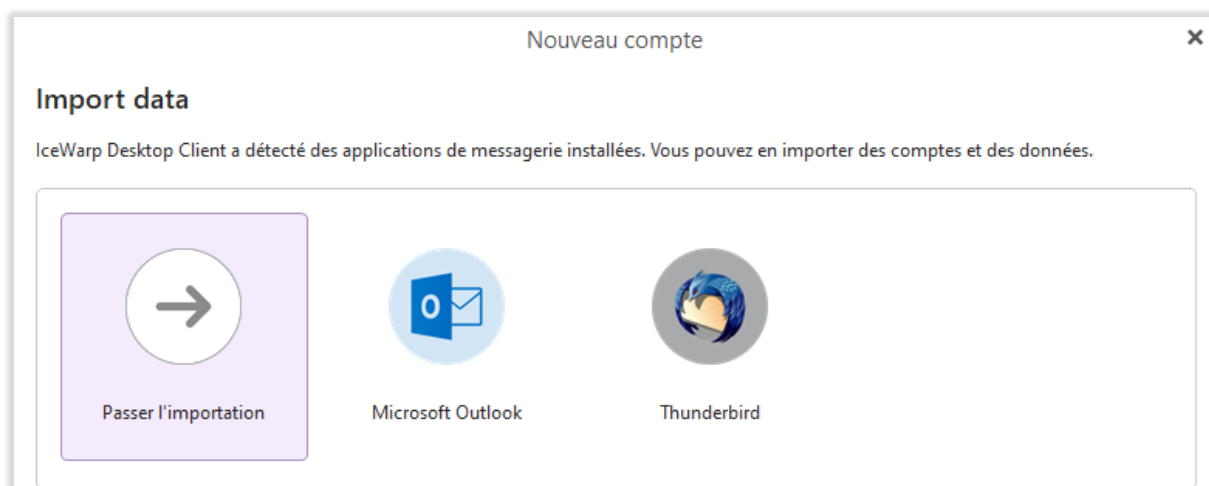 Nouveau compte
Import data
IceWarp Desktop Client a détecté des applications de messagerie installées. Vous pouvez en importer des comptes et des données.
Passer l'importation
Microsoft Outlook
Thunderbird